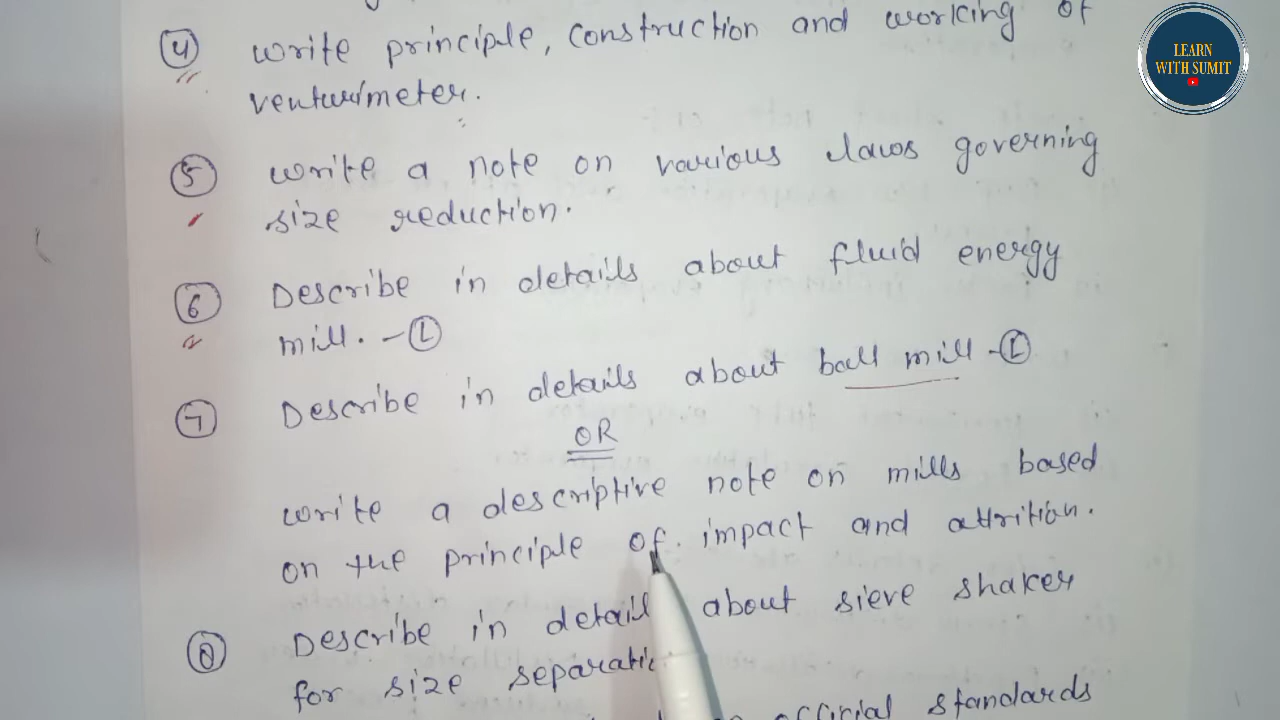 ④ Write principle, construction and working of
venturimeter.
⑤ Write a note on various laws governing
size reduction.
⑥ Describe in details about fluid energy
mill. - Ⓛ
⑦ Describe in details about ball mill - Ⓛ
OR
Write a descriptive note on mills based
on the principle of impact and attrition.
⑧ Describe in detail about sieve shaker
for size
official standards
LEARN
WITH SUMIT